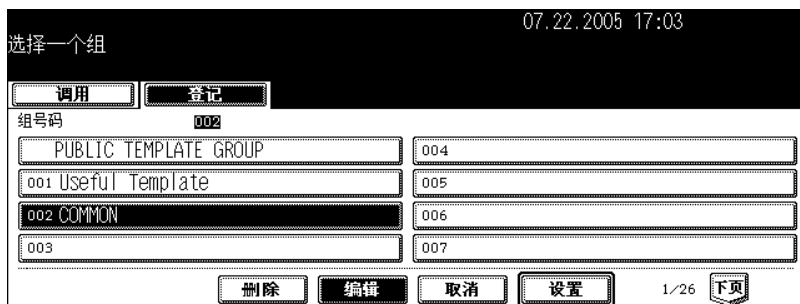 07.22.2005 17:03
选择一个组
调用 登记
组号码 002
PUBLIC TEMPLATE GROUP 004
001 Useful Template 005
002 COMMON 006
003 007
删除 编辑 取消 设置 1/26 下页